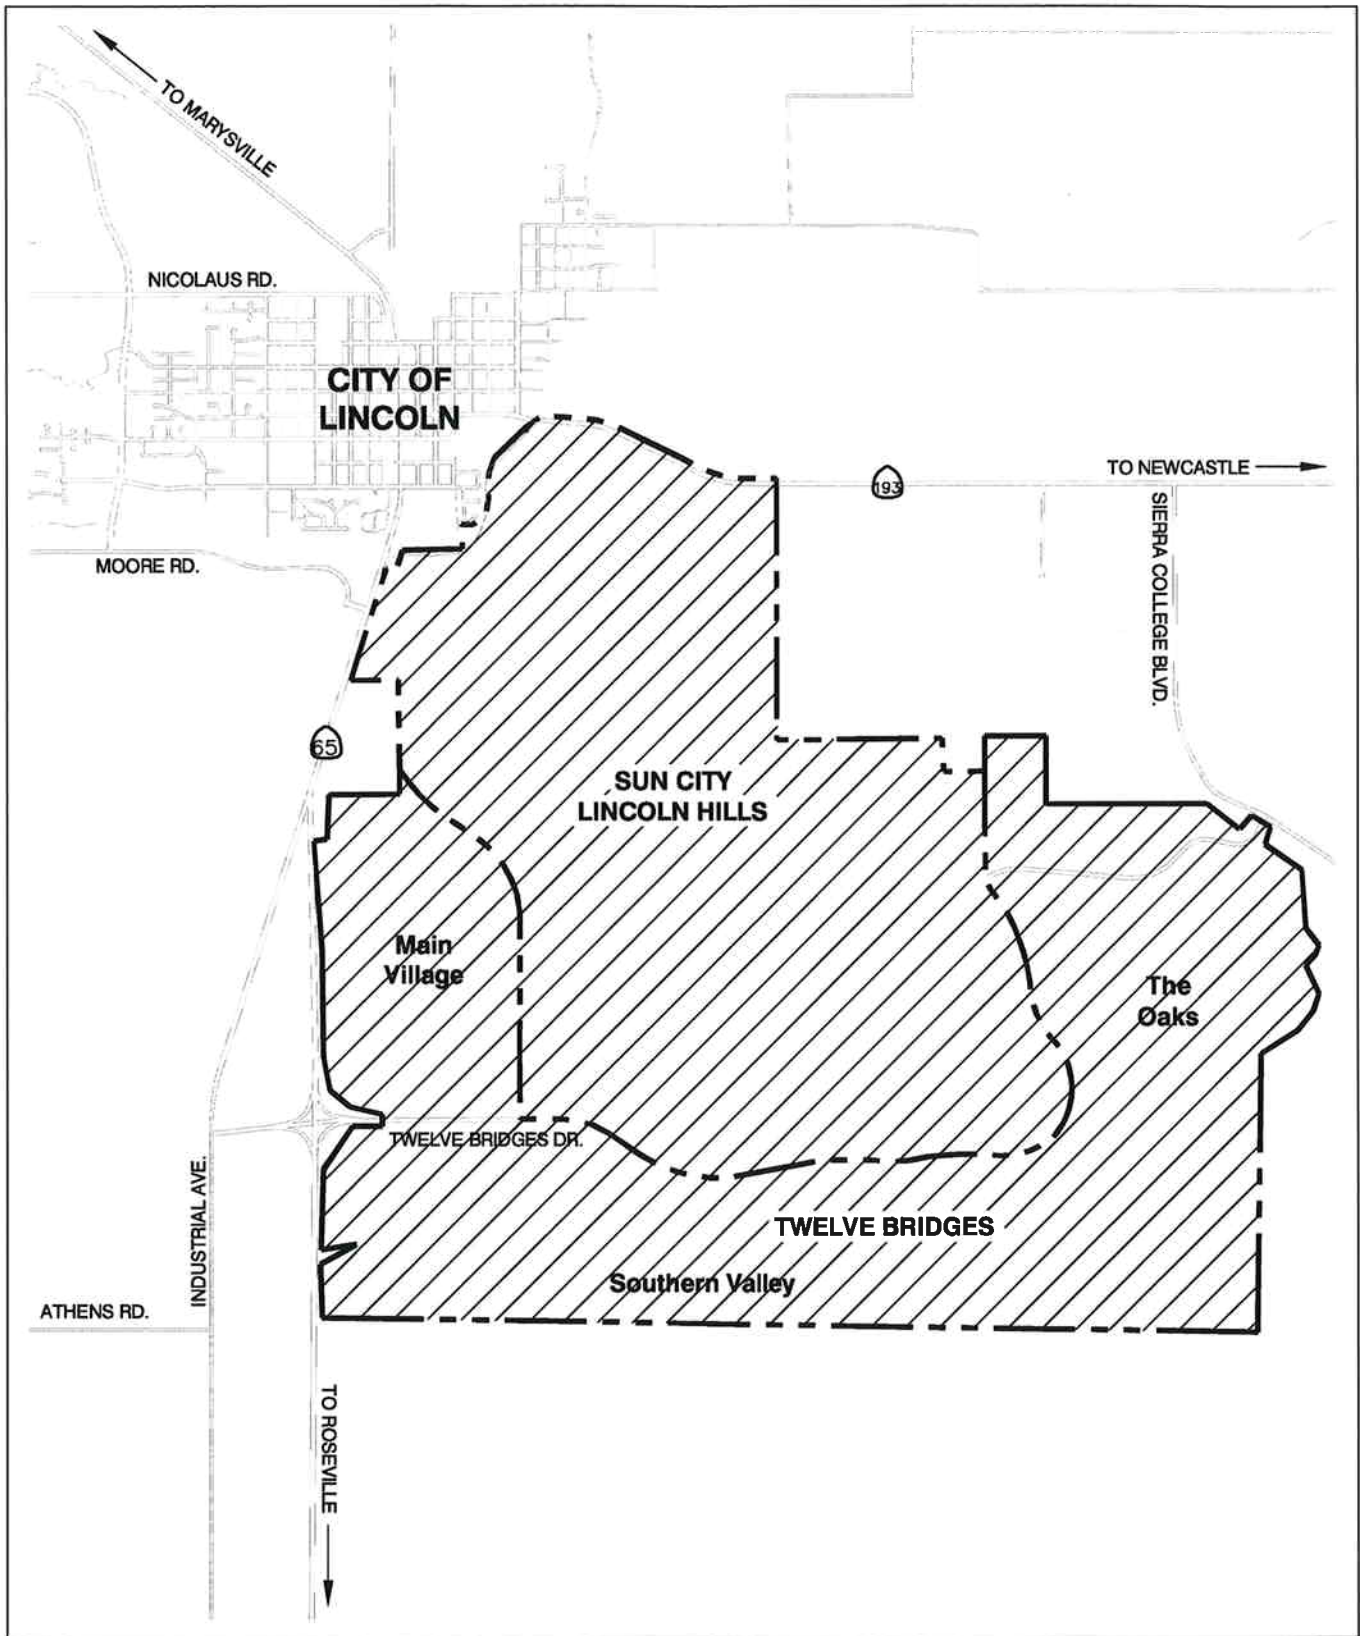 TO MARYSVILLE
NICOLAUS RD.
CITY OF
LINCOLN
TO NEWCASTLE
193
SIERRA COLLEGE BLVD.
MOORE RD.
65
SUN CITY
LINCOLN HILLS
Main
Village
The
Oaks
TWELVE BRIDGES DR.
INDUSTRIAL AVE.
TWELVE BRIDGES
Southern Valley
ATHENS RD.
TO ROSEVILLE